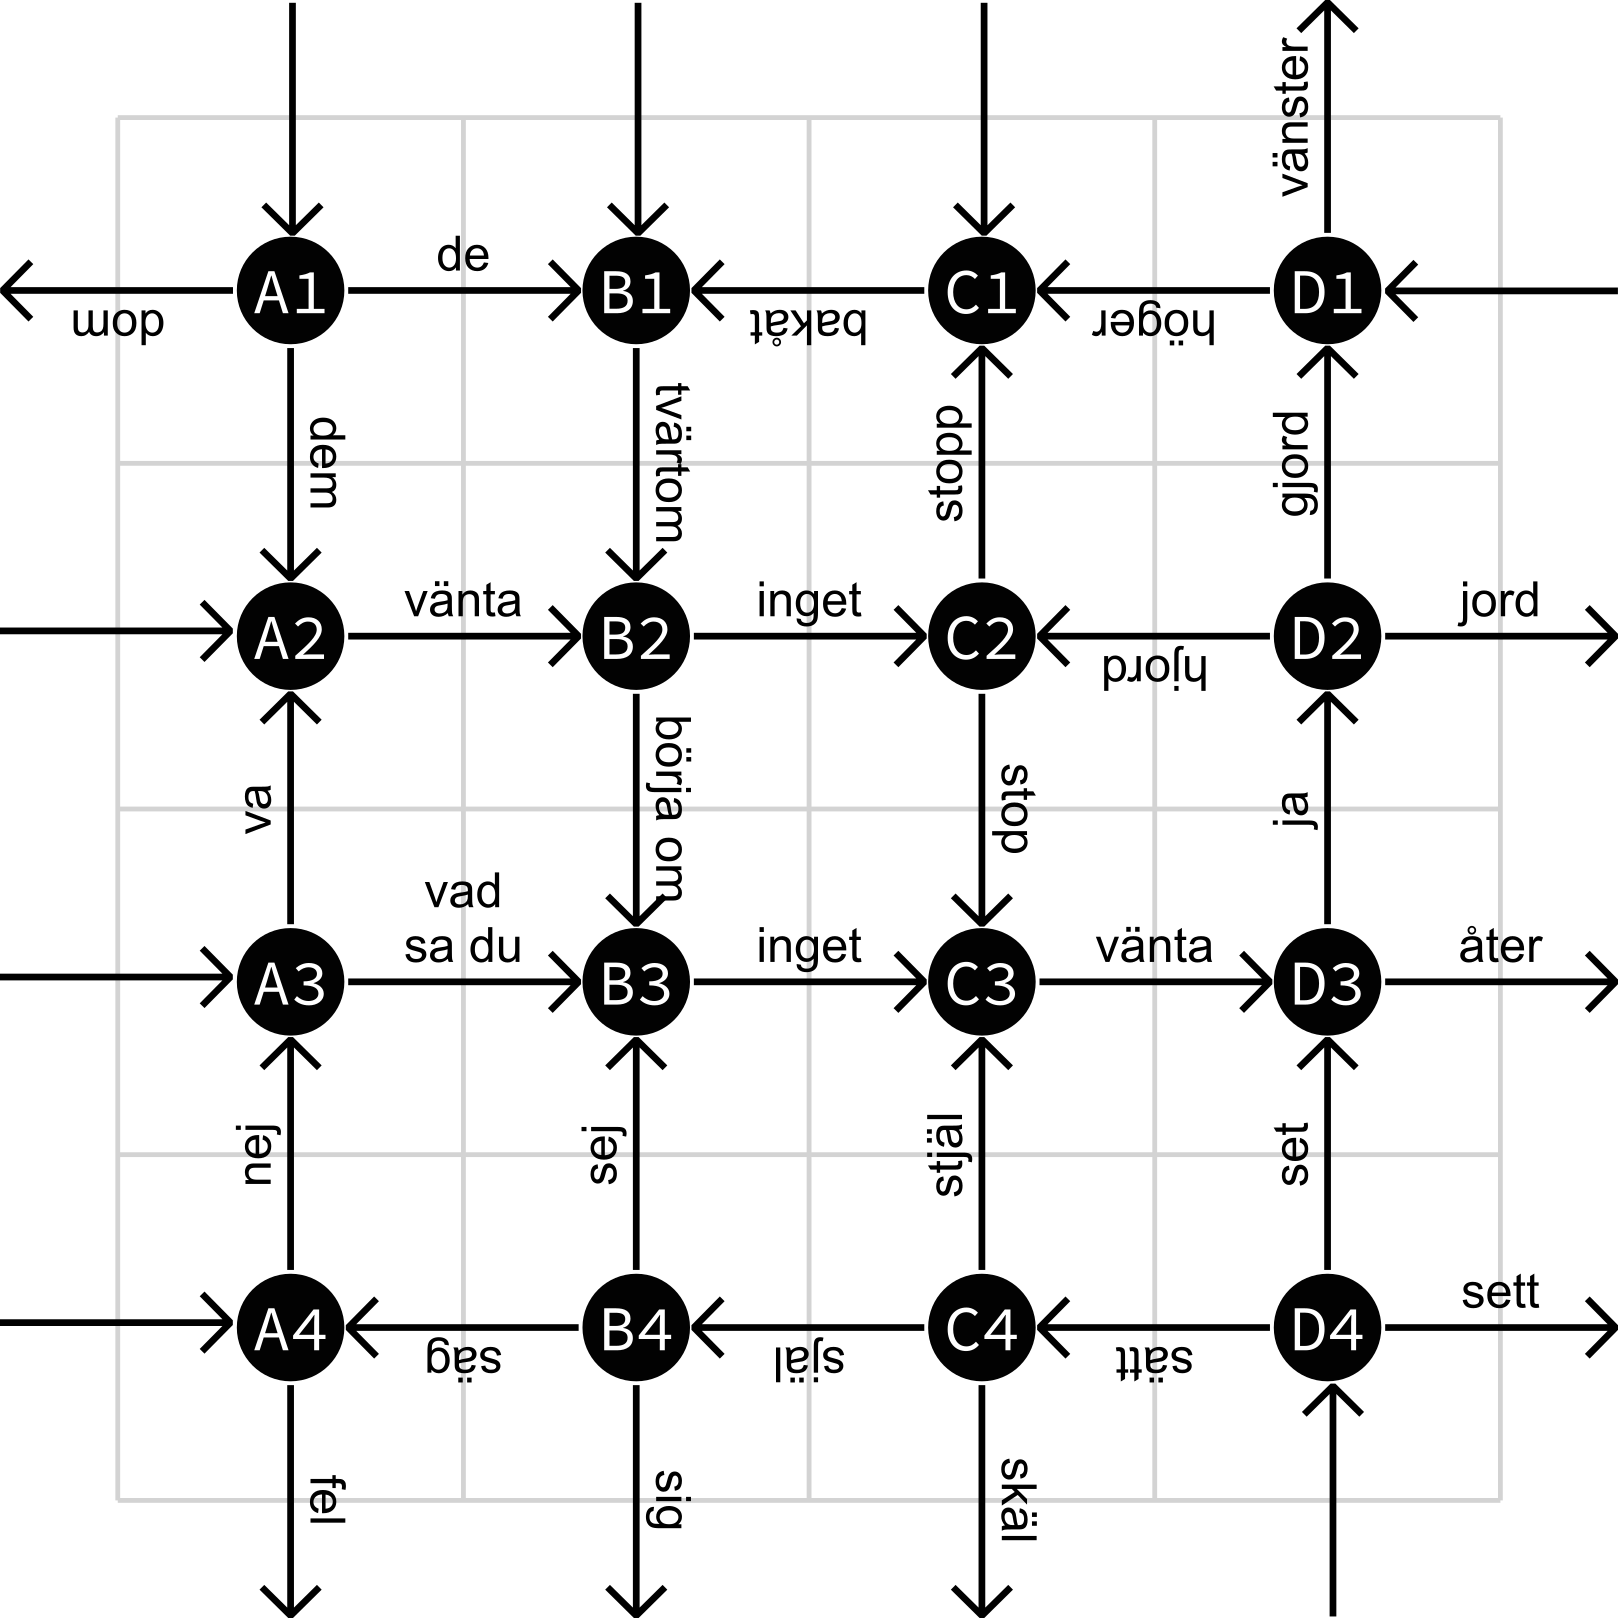 vänster
A1
de
B1
C1
D1
dom
bakåt
höger
dem
tvärtom
stopp
gjord
A2
vänta
B2
inget
C2
D2
jord
hjord
va
börja om
stop
ja
vad
sa du
A3
B3
inget
C3
vänta
D3
åter
nej
jes
stjäl
set
A4
B4
C4
D4
sett
säg
själ
sätt
fel
sig
skäl